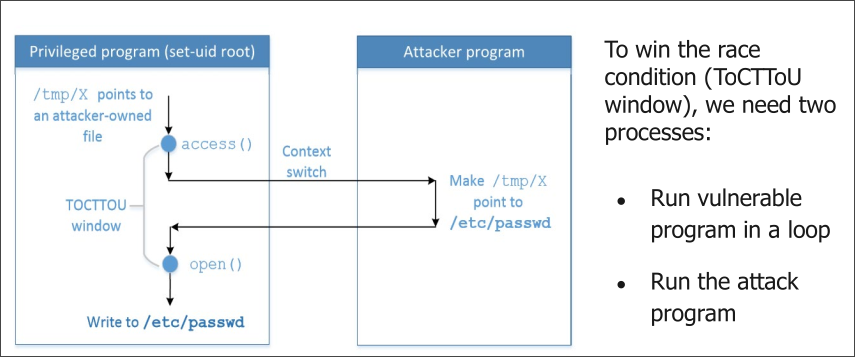 Privileged program (set-uid root)
Attacker program
/tmp/X points to
an attacker-owned
file
access()
Context
switch
TOCTTOU
window
Make /tmp/X
point to
/etc/passwd
open()
Write to /etc/passwd
To win the race
condition (ToCTToU
window), we need two
processes:
• Run vulnerable
program in a loop
• Run the attack
program